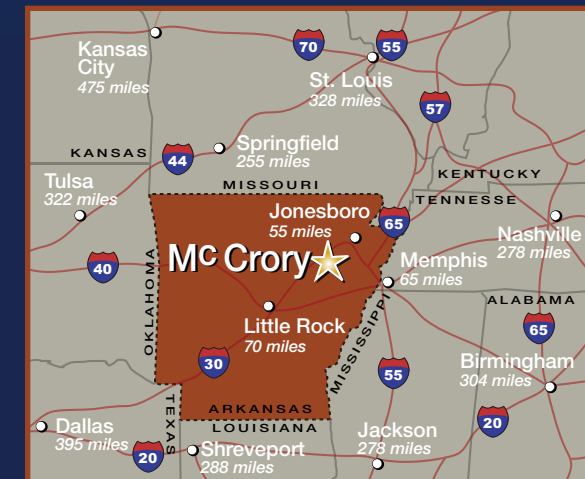 Kansas
City
475 miles
70
55
St. Louis
328 miles
57
KANSAS
44
Springfield
255 miles
MISSOURI
KENTUCKY
TENNESSE
Tulsa
322 miles
Jonesboro
55 miles
65
Nashville
278 miles
Mc Crory
40
Memphis
65 miles
OKLAHOMA
ALABAMA
Little Rock
70 miles
MISSISSIPPI
65
30
55
Birmingham
304 miles
ARKANSAS
LOUISIANA
TEXAS
20
Dallas
395 miles
20
Shreveport
288 miles
Jackson
278 miles